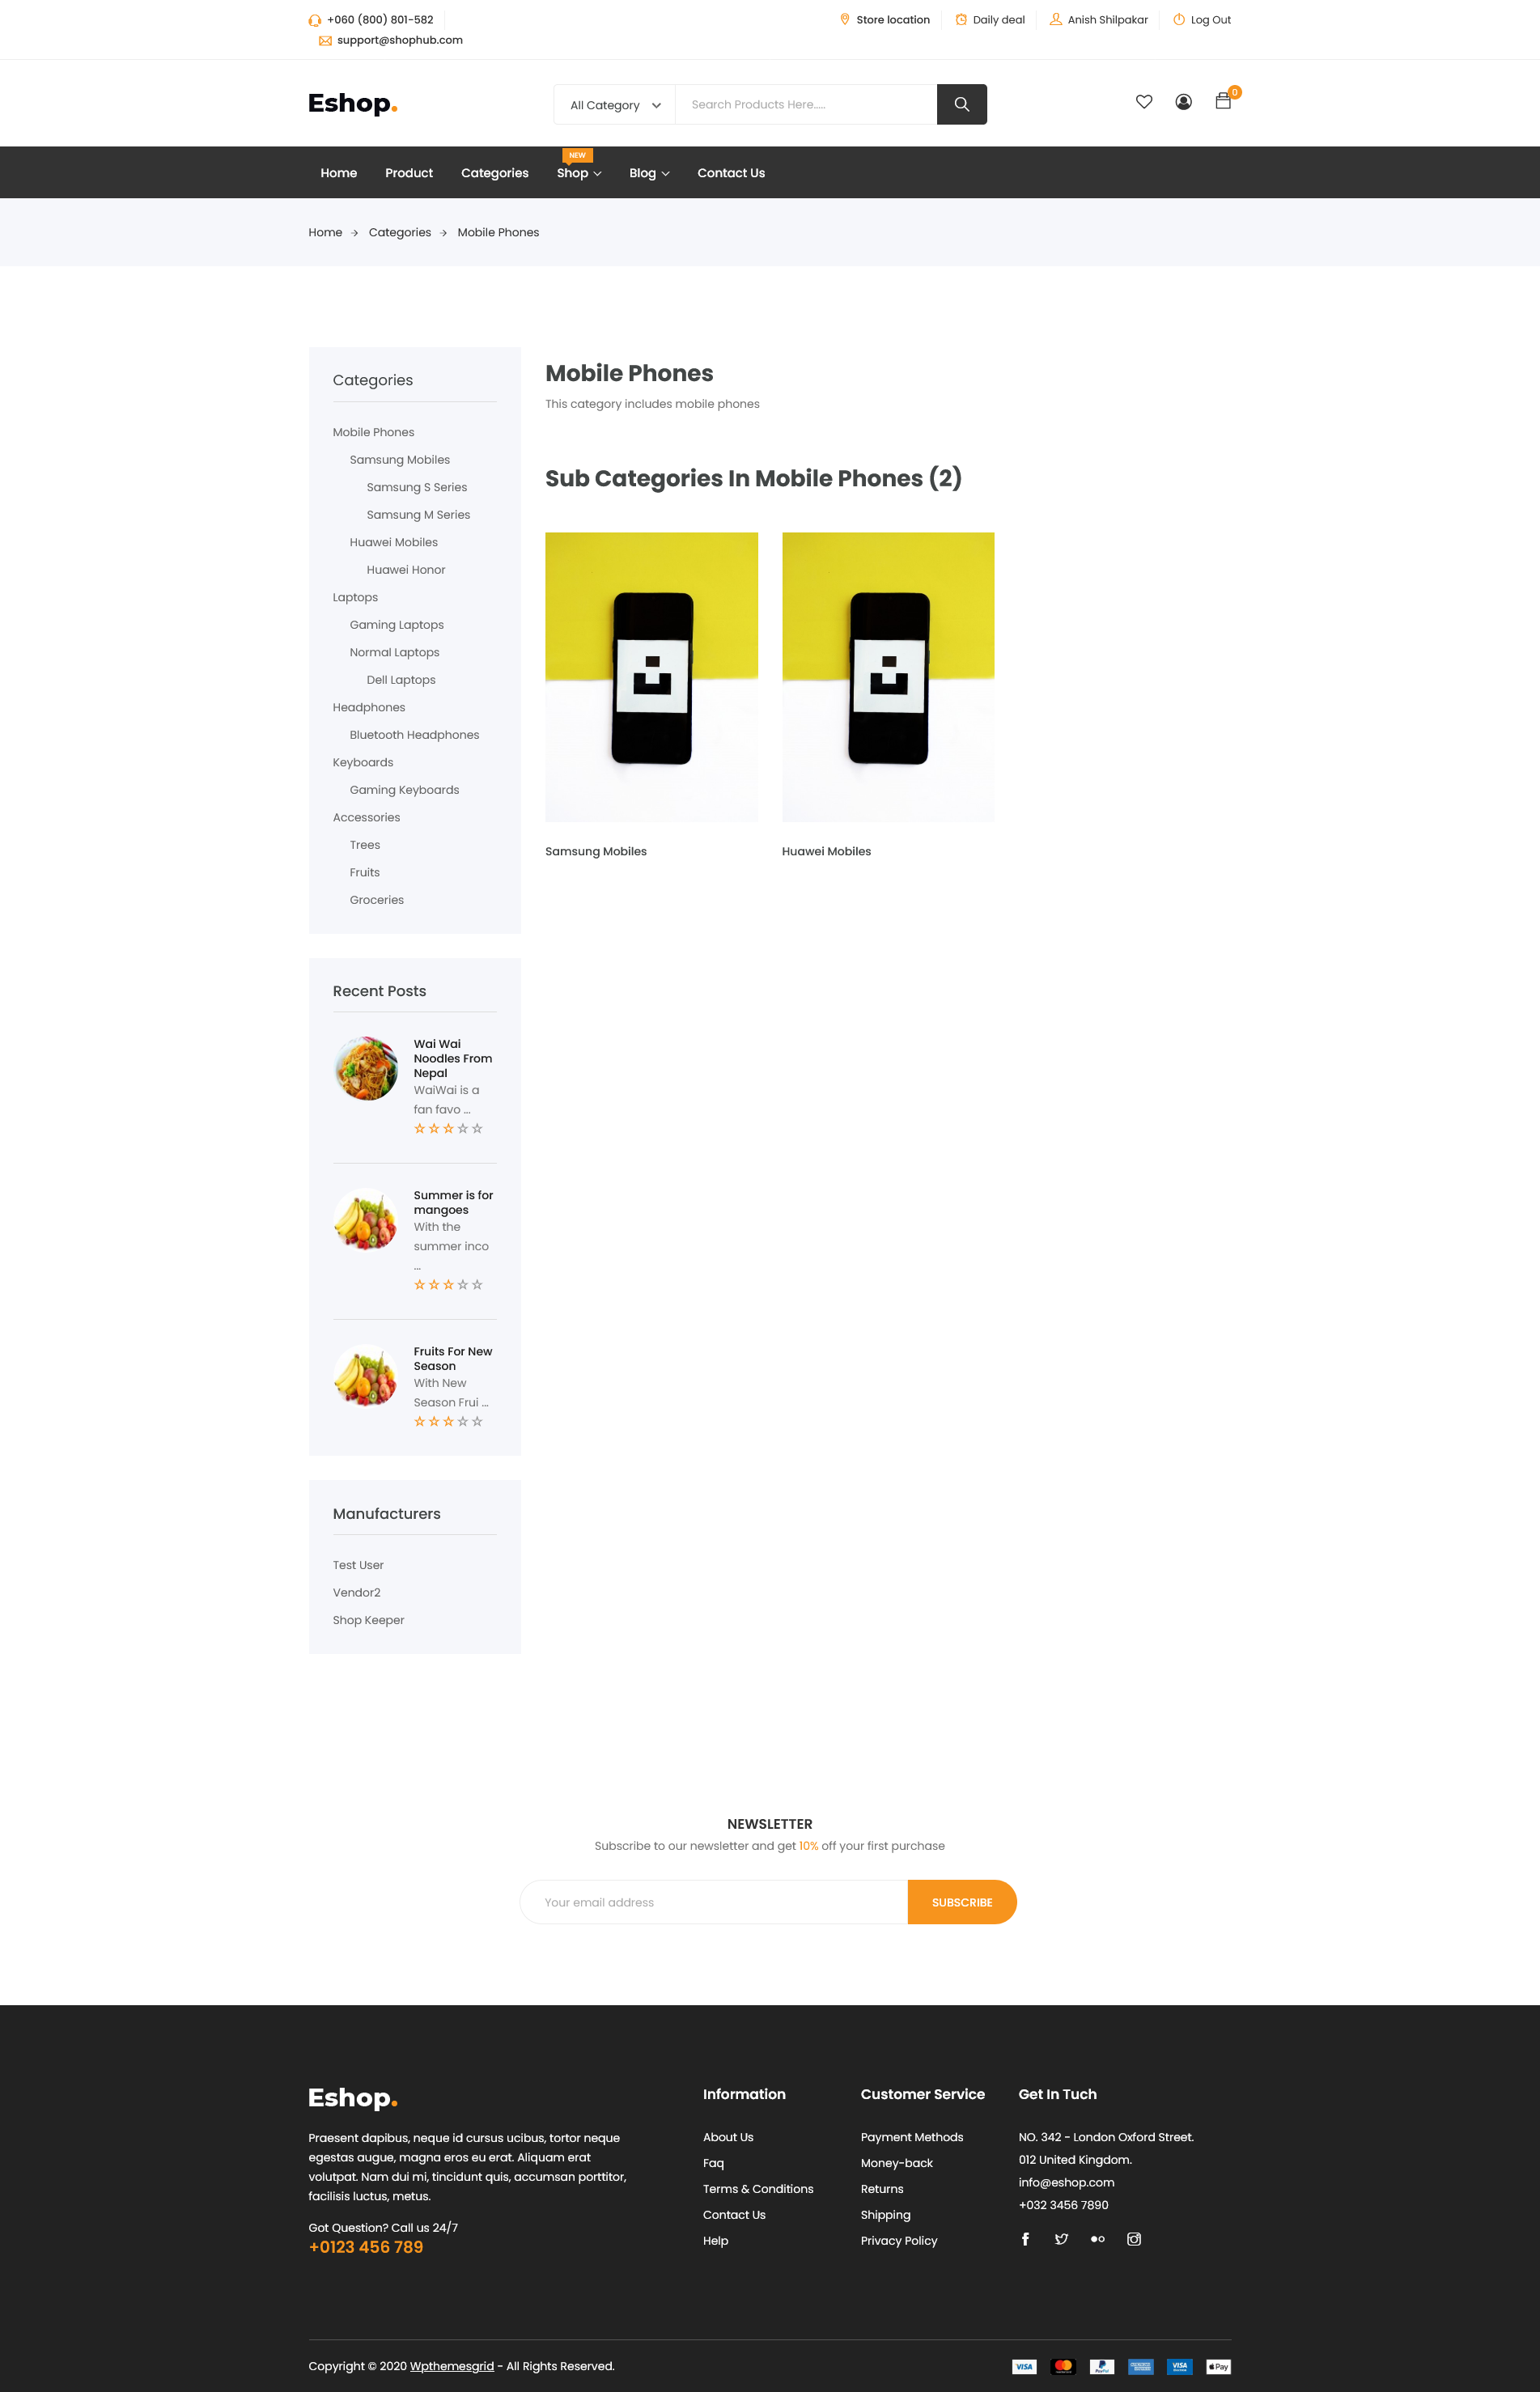 +060 (800) 801-582
support@shophub.com
Store location
Daily deal
Anish Shilpakar
Log Out
Eshop.
All Category
Search Products Here.....
0
NEW
Home
Product
Categories
Shop
Blog
Contact Us
Home
Categories
Mobile Phones
Categories
Mobile Phones
Samsung Mobiles
Samsung S Series
Samsung M Series
Huawei Mobiles
Huawei Honor
Laptops
Gaming Laptops
Normal Laptops
Dell Laptops
Headphones
Bluetooth Headphones
Keyboards
Gaming Keyboards
Accessories
Trees
Fruits
Groceries
Recent Posts
Wai Wai
Noodles From
Nepal
WaiWai is a
fan favo ...
Summer is for
mangoes
With the
summer inco
...
Fruits For New
Season
With New
Season Frui ...
Manufacturers
Test User
Vendor2
Shop Keeper
Mobile Phones
This category includes mobile phones
Sub Categories In Mobile Phones (2)
Samsung Mobiles
Huawei Mobiles
NEWSLETTER
Subscribe to our newsletter and get 10% off your first purchase
Your email address
SUBSCRIBE
Eshop.
Praesent dapibus, neque id cursus ucibus, tortor neque
egestas augue, magna eros eu erat. Aliquam erat
volutpat. Nam dui mi, tincidunt quis, accumsan porttitor,
facilisis luctus, metus.
Got Question? Call us 24/7
+0123 456 789
Information
About Us
Faq
Terms & Conditions
Contact Us
Help
Customer Service
Payment Methods
Money-back
Returns
Shipping
Privacy Policy
Get In Tuch
NO. 342 - London Oxford Street.
012 United Kingdom.
info@eshop.com
+032 3456 7890
Copyright © 2020 Wpthemesgrid - All Rights Reserved.
VISA
PayPal
VISA
Pay